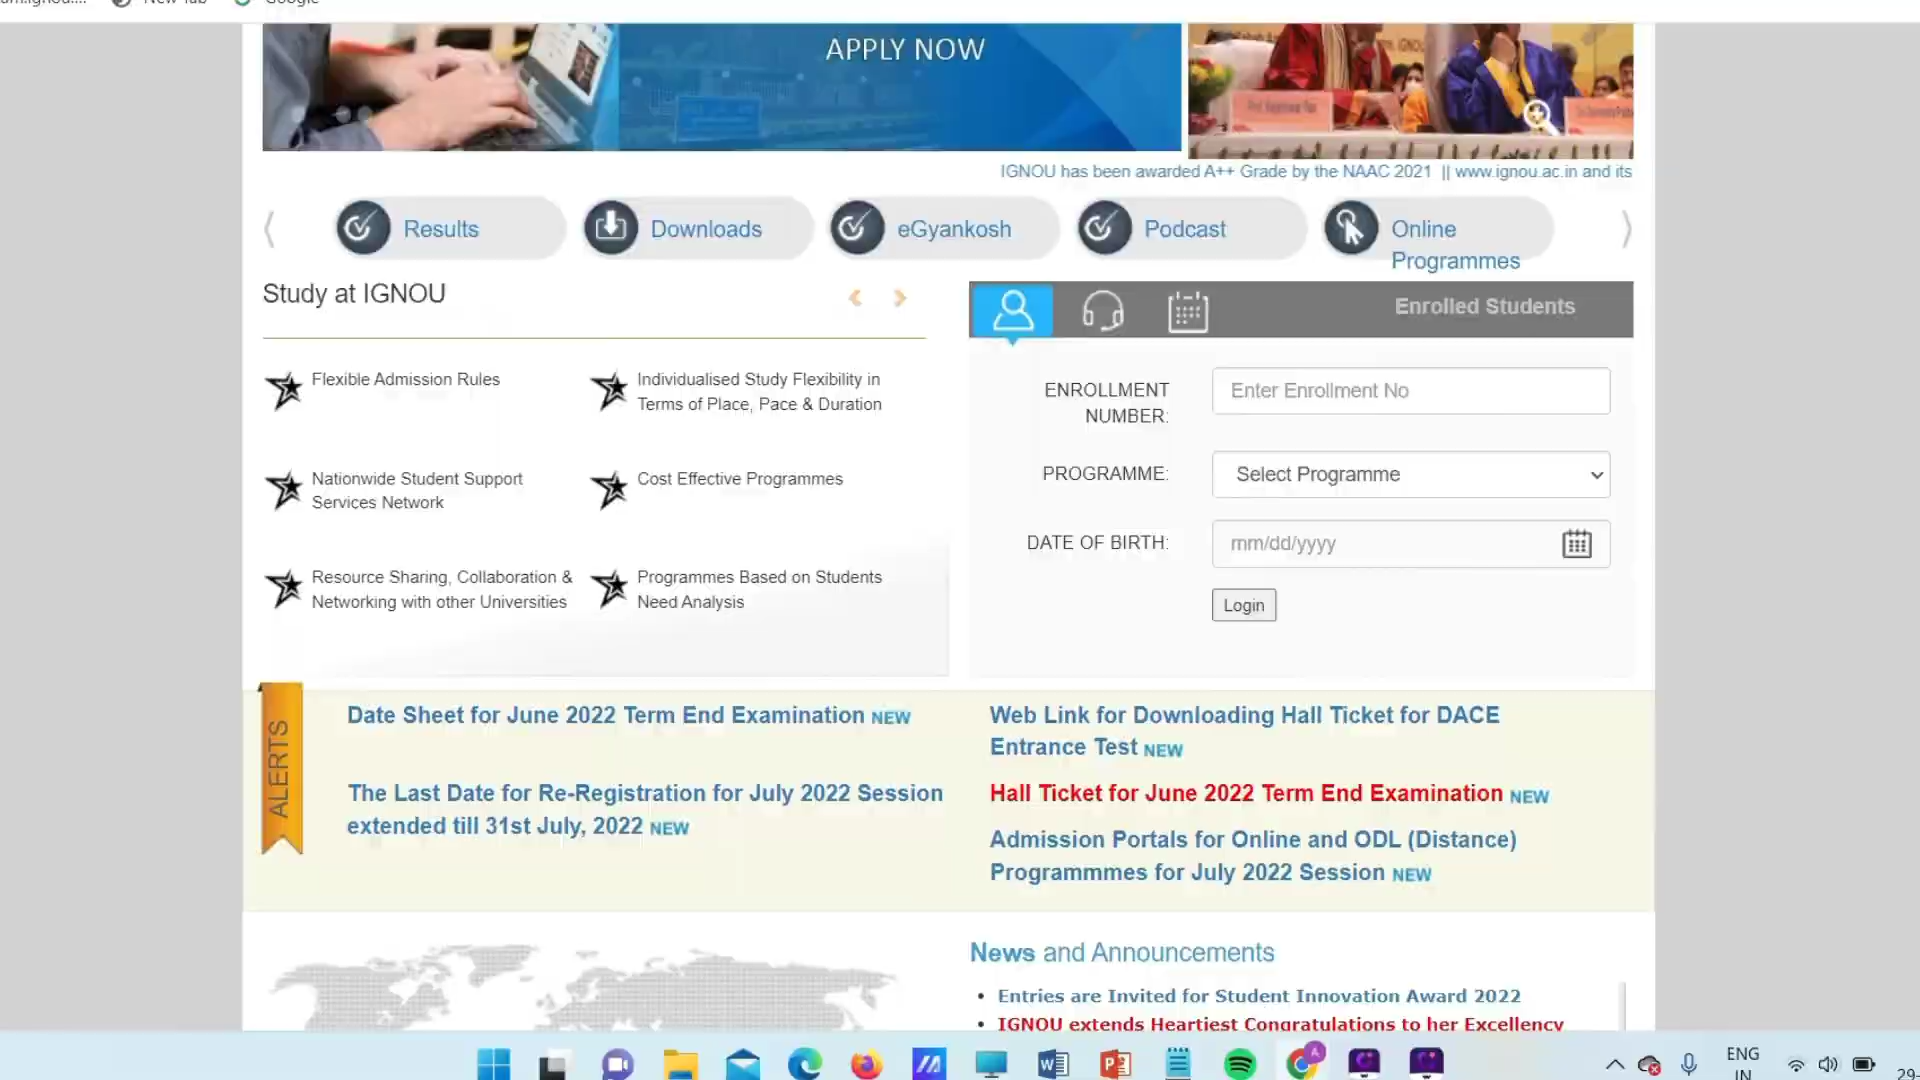 New Tab
Google
APPLY NOW
IGNOU has been awarded A++ Grade by the NAAC 2021 || www.ignou.ac.in and its
Results
Downloads
eGyankosh
Podcast
Online
Programmes
Study at IGNOU
Enrolled Students
Flexible Admission Rules
Individualised Study Flexibility in
Terms of Place, Pace & Duration
Nationwide Student Support
Services Network
Cost Effective Programmes
Resource Sharing, Collaboration &
Networking with other Universities
Programmes Based on Students
Need Analysis
ENROLLMENT
NUMBER:
Enter Enrollment No
PROGRAMME:
Select Programme
DATE OF BIRTH:
mm/dd/yyyy
Login
ALERTS
Date Sheet for June 2022 Term End Examination NEW
The Last Date for Re-Registration for July 2022 Session
extended till 31st July, 2022 NEW
Web Link for Downloading Hall Ticket for DACE
Entrance Test NEW
Hall Ticket for June 2022 Term End Examination NEW
Admission Portals for Online and ODL (Distance)
Programmmes for July 2022 Session NEW
News and Announcements
• Entries are Invited for Student Innovation Award 2022
• IGNOU extends Heartiest Congratulations to her Excellency
ENG
IN
29-